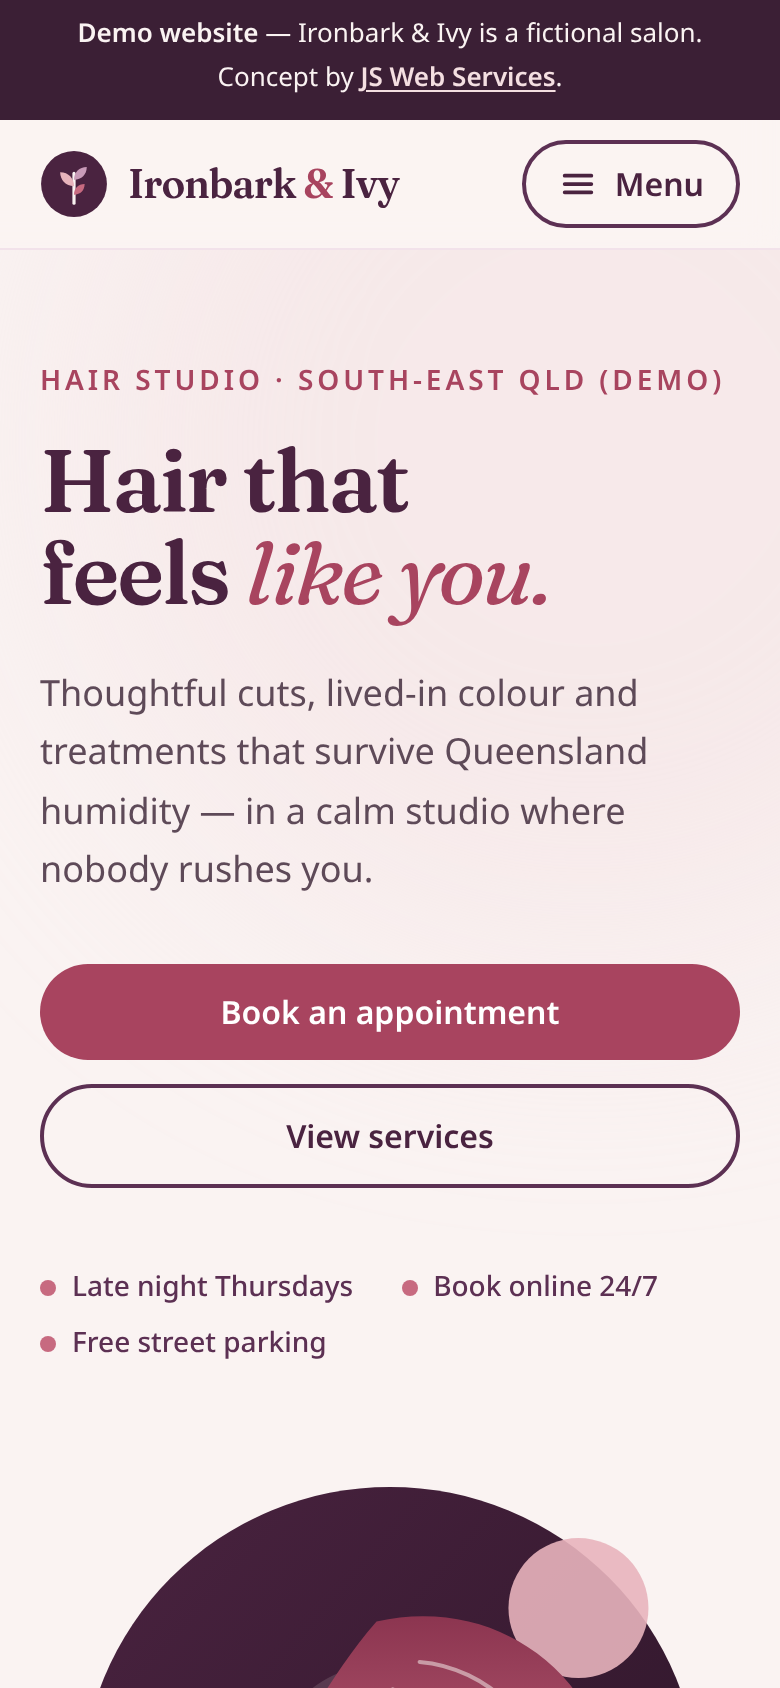 Demo website — Ironbark & Ivy is a fictional salon.
Concept by JS Web Services.
Ironbark & Ivy
Menu
HAIR STUDIO · SOUTH-EAST QLD (DEMO)
Hair that
feels like you.
Thoughtful cuts, lived-in colour and
treatments that survive Queensland
humidity — in a calm studio where
nobody rushes you.
Book an appointment
View services
Late night Thursdays
Book online 24/7
Free street parking